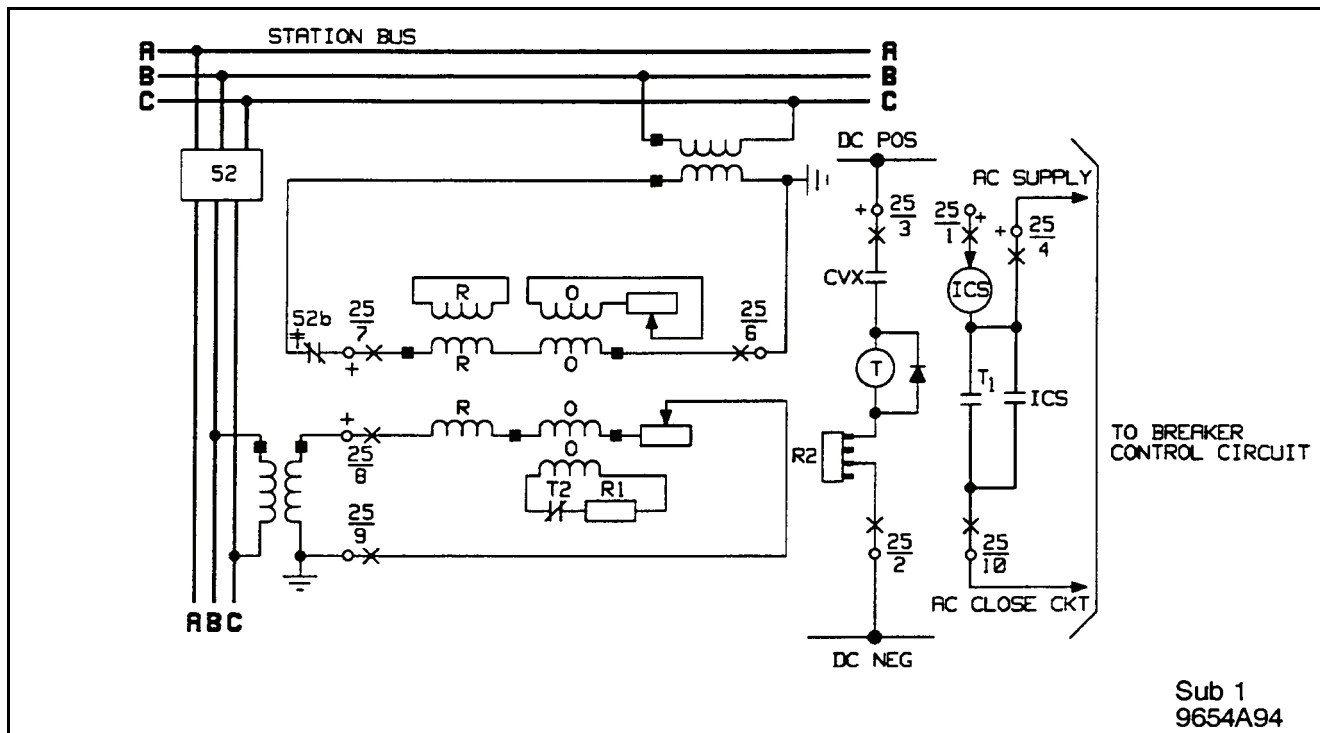 STATION BUS
A A
B B
C C
52
DC POS
AC SUPPLY
+ 25/3
25/1 +
+ 25/4
CVX
ICS
R O
52b
‡
25/7
+
25/6
R O
T
T1
ICS
+
R O
25/8
O
T2 R1
R2
TO BREAKER
CONTROL CIRCUIT
25/9
25/2
25/10
AC CLOSE CKT
A B C
DC NEG
Sub 1
9654A94